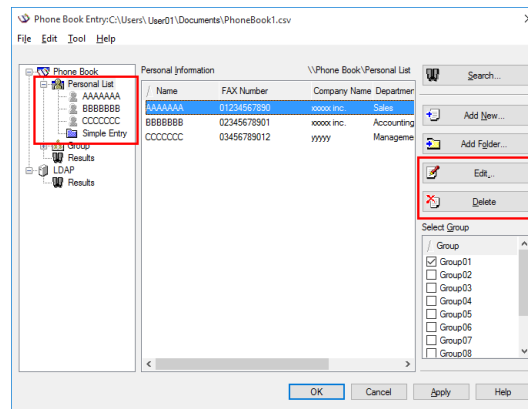 Phone Book Entry:C:\Users\ User01\Documents\PhoneBook1.csv
File Edit Tool Help
Phone Book
Personal List
AAAAAAA
BBBBBBB
CCCCCCC
Simple Entry
Group
Results
LDAP
Results
Personal Information \\Phone Book\Personal List
/ Name FAX Number Company Name Departmen
AAAAAAA 01234567890 xxxxx inc. Sales
BBBBBBB 02345678901 xxxxx inc. Accounting
CCCCCCC 03456789012 yyyyy Manageme
Search...
Add New...
Add Folder...
Edit...
Delete
Select Group
/ Group
Group01
Group02
Group03
Group04
Group05
Group06
Group07
Group08
OK Cancel Apply Help